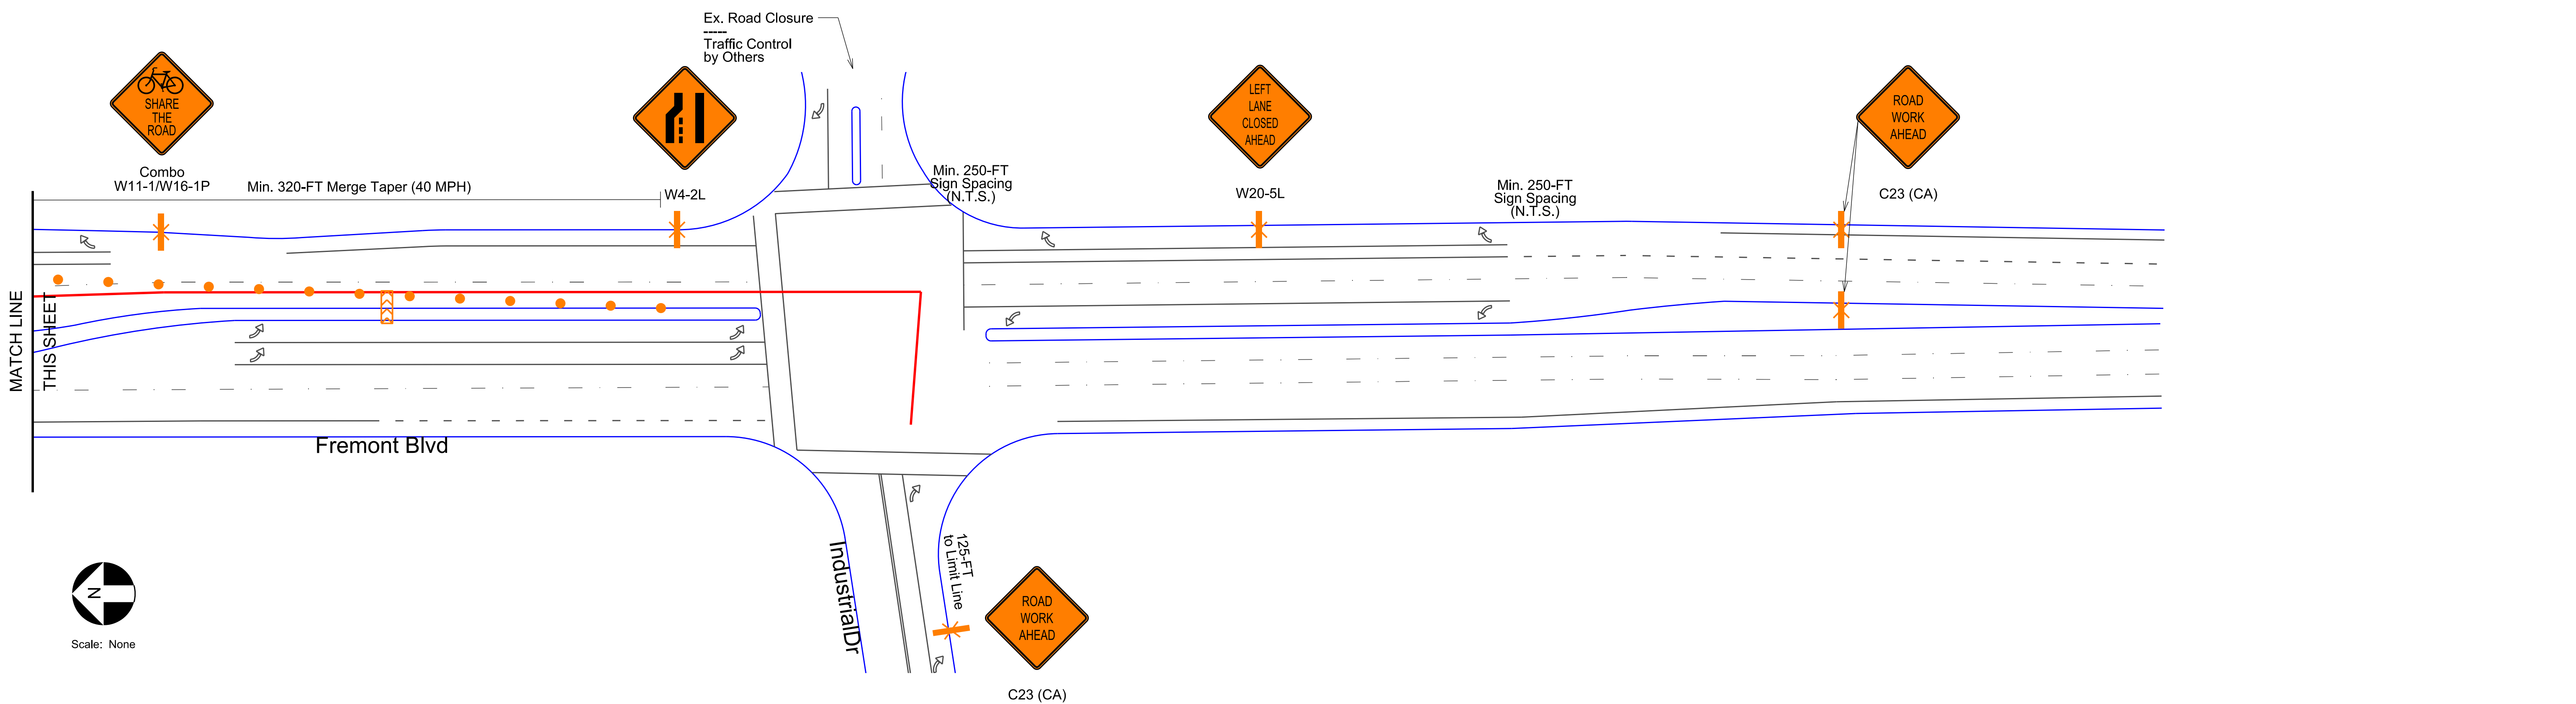 Ex. Road Closure
-----
Traffic Control
by Others
SHARE
THE
ROAD
Combo
W11-1/W16-1P
Min. 320-FT Merge Taper (40 MPH)
W4-2L
Min. 250-FT
Sign Spacing
(N.T.S.)
LEFT
LANE
CLOSED
AHEAD
W20-5L
Min. 250-FT
Sign Spacing
(N.T.S.)
ROAD
WORK
AHEAD
C23 (CA)
MATCH LINE
THIS SHEET
Fremont Blvd
IndustrialDr
125-FT
to Limit Line
ROAD
WORK
AHEAD
C23 (CA)
N
Scale: None